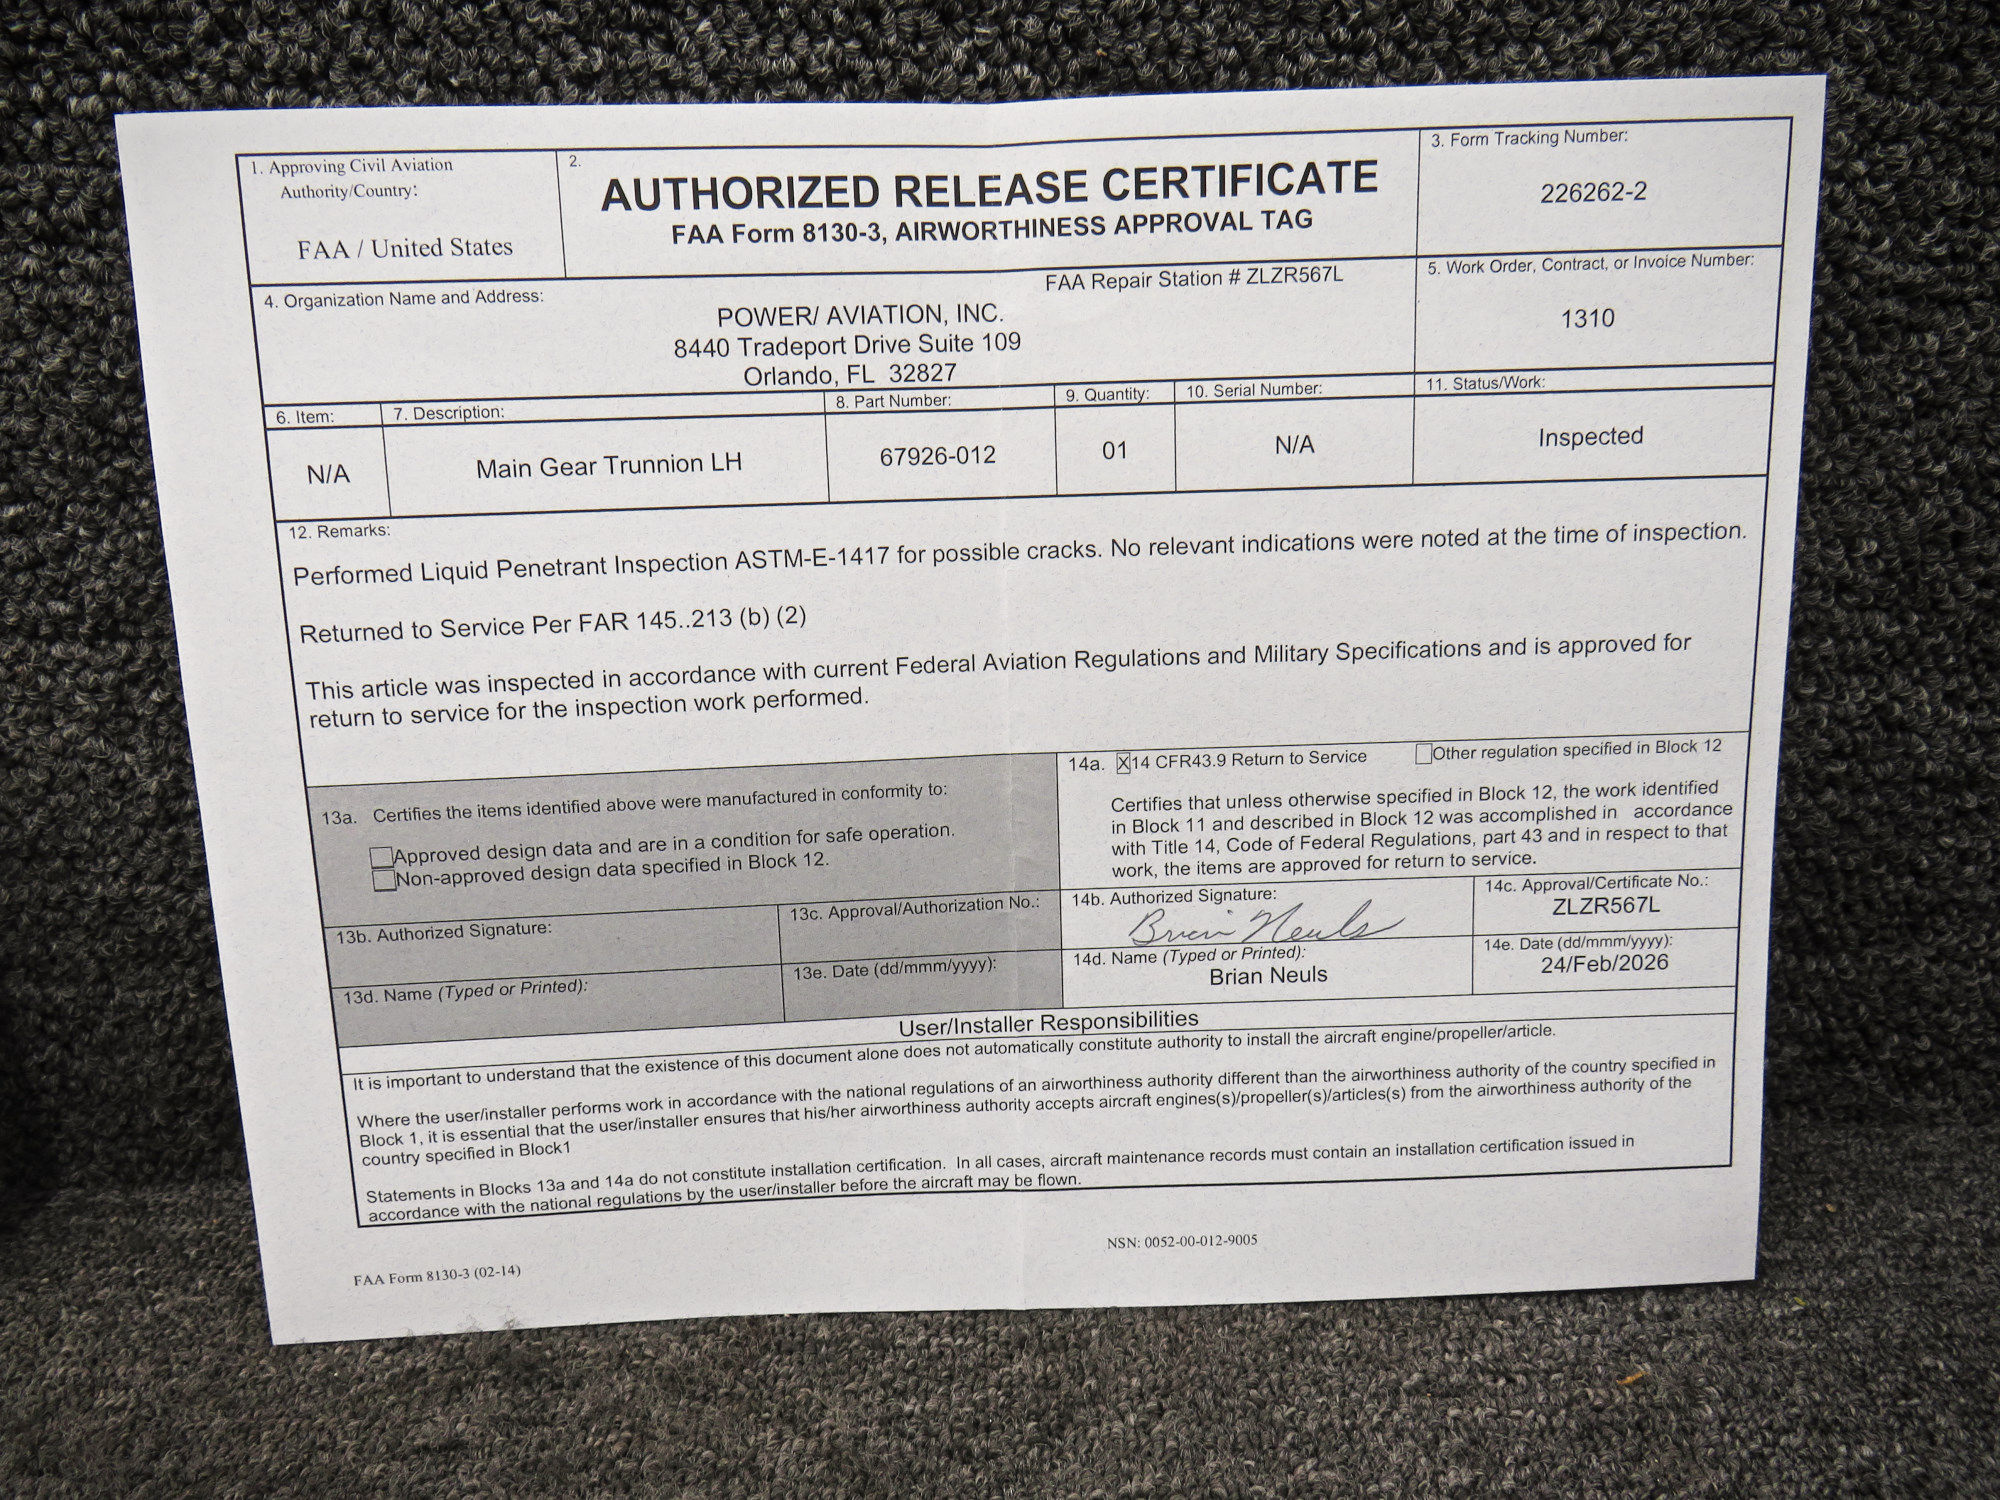 1. Approving Civil Aviation
Authority/Country:
FAA / United States
2.
AUTHORIZED RELEASE CERTIFICATE
FAA Form 8130-3, AIRWORTHINESS APPROVAL TAG
3. Form Tracking Number:
226262-2
4. Organization Name and Address:
FAA Repair Station # ZLZR567L
POWER/ AVIATION, INC.
8440 Tradeport Drive Suite 109
Orlando, FL 32827
5. Work Order, Contract, or Invoice Number:
1310
6. Item:
N/A
7. Description:
Main Gear Trunnion LH
8. Part Number:
67926-012
9. Quantity:
01
10. Serial Number:
N/A
11. Status/Work:
Inspected
12. Remarks:
Performed Liquid Penetrant Inspection ASTM-E-1417 for possible cracks. No relevant indications were noted at the time of inspection.
Returned to Service Per FAR 145..213 (b) (2)
This article was inspected in accordance with current Federal Aviation Regulations and Military Specifications and is approved for
return to service for the inspection work performed.
13a. Certifies the items identified above were manufactured in conformity to:
Approved design data and are in a condition for safe operation.
Non-approved design data specified in Block 12.
13b. Authorized Signature:
13c. Approval/Authorization No.:
13d. Name (Typed or Printed):
13e. Date (dd/mmm/yyyy):
14a. X 14 CFR43.9 Return to Service
Other regulation specified in Block 12
Certifies that unless otherwise specified in Block 12, the work identified
in Block 11 and described in Block 12 was accomplished in accordance
with Title 14, Code of Federal Regulations, part 43 and in respect to that
work, the items are approved for return to service.
14b. Authorized Signature:
Brian Neuls
14c. Approval/Certificate No.:
ZLZR567L
14d. Name (Typed or Printed):
Brian Neuls
14e. Date (dd/mmm/yyyy):
24/Feb/2026
User/Installer Responsibilities
It is important to understand that the existence of this document alone does not automatically constitute authority to install the aircraft engine/propeller/article.
Where the user/installer performs work in accordance with the national regulations of an airworthiness authority different than the airworthiness authority of the country specified in
Block 1, it is essential that the user/installer ensures that his/her airworthiness authority accepts aircraft engines(s)/propeller(s)/articles(s) from the airworthiness authority of the
country specified in Block1
Statements in Blocks 13a and 14a do not constitute installation certification. In all cases, aircraft maintenance records must contain an installation certification issued in
accordance with the national regulations by the user/installer before the aircraft may be flown.
NSN: 0052-00-012-9005
FAA Form 8130-3 (02-14)